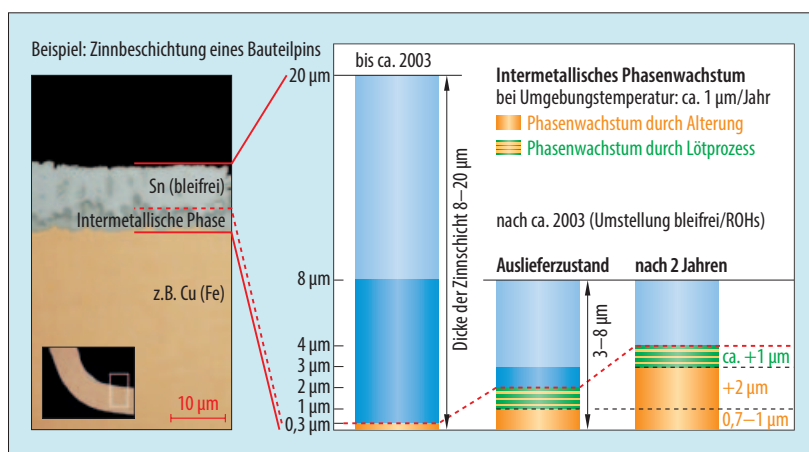 Beispiel: Zinnbeschichtung eines Bauteilpins
Sn (bleifrei)
Intermetallische Phase
z.B. Cu (Fe)
10 µm
bis ca. 2003
20 µm
8 µm
4 µm
3 µm
2 µm
1 µm
0,3 µm
Dicke der Zinnschicht 8–20 µm
Intermetallisches Phasenwachstum
bei Umgebungstemperatur: ca. 1 µm/Jahr
Phasenwachstum durch Alterung
Phasenwachstum durch Lötprozess
nach ca. 2003 (Umstellung bleifrei/ROHs)
Auslieferzustand
nach 2 Jahren
3–8 µm
ca. +1 µm
+2 µm
0,7–1 µm